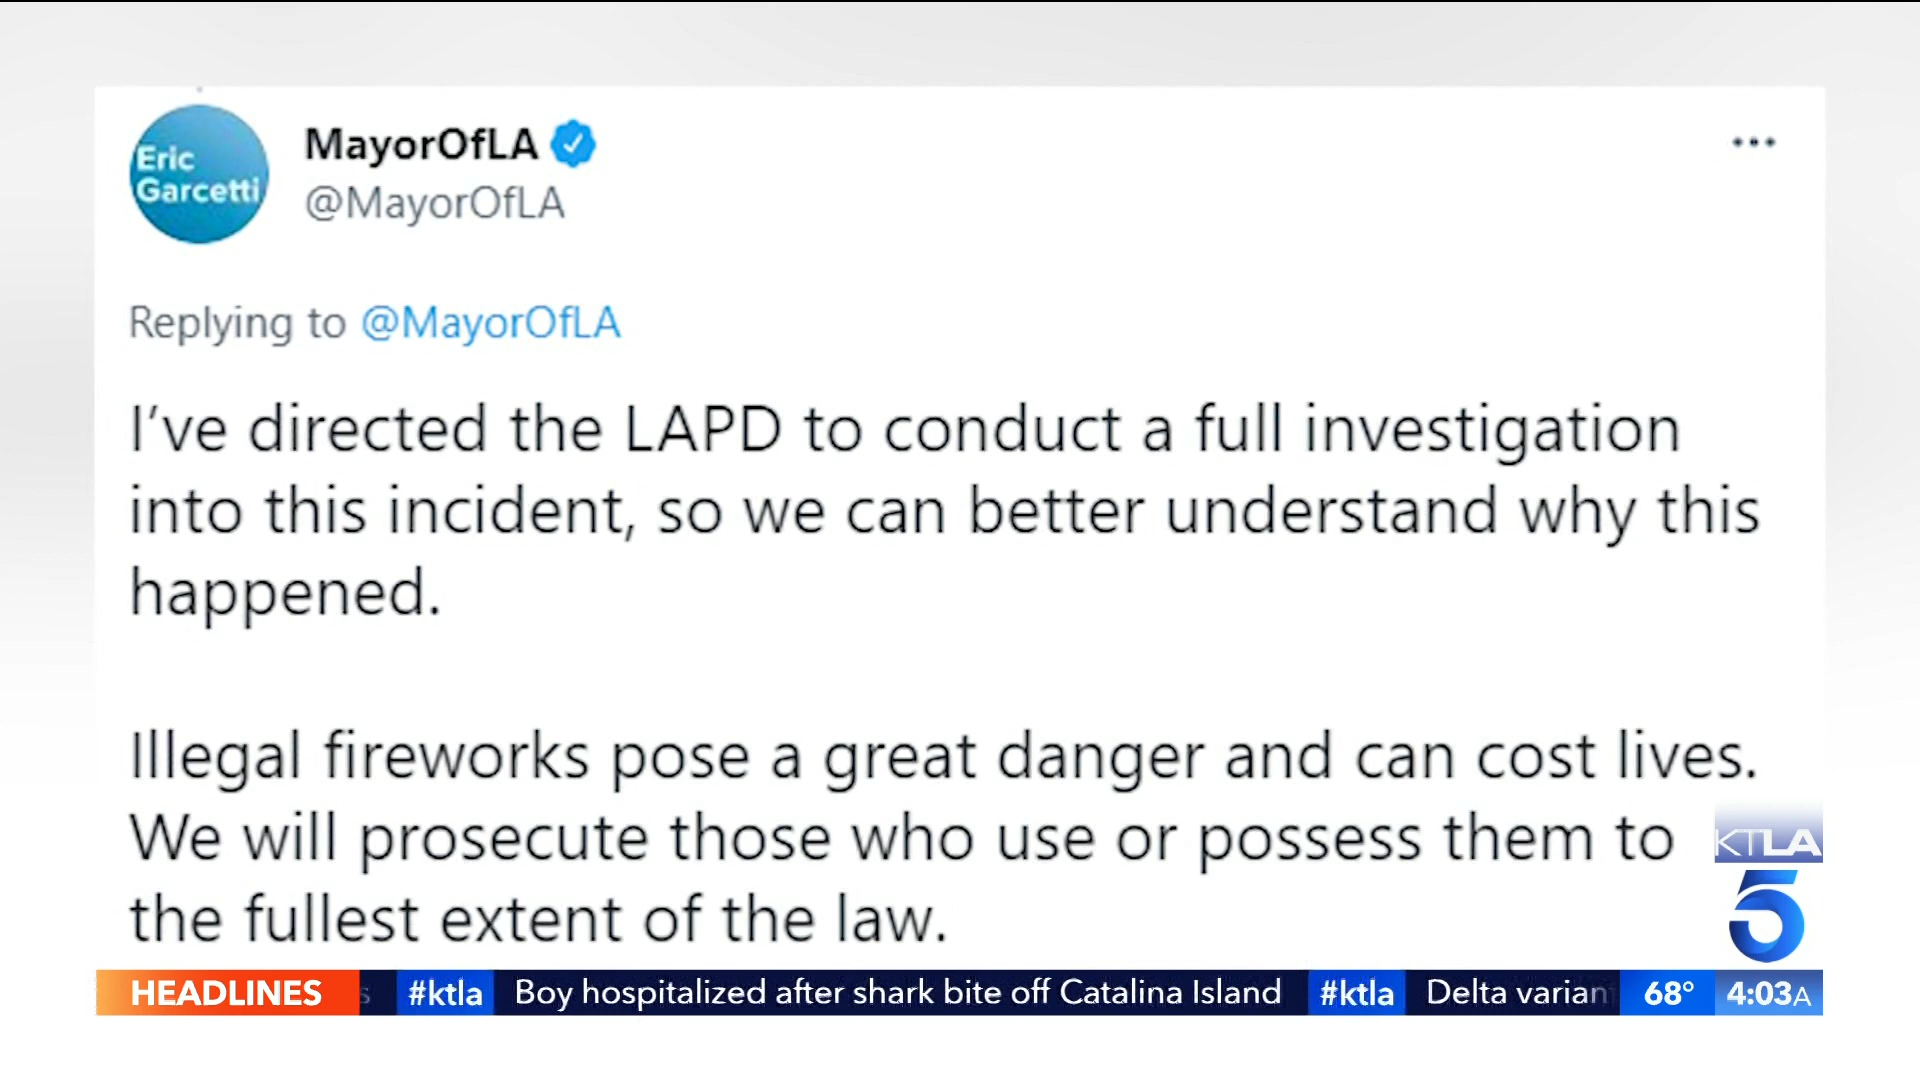 Eric
Garcetti
MayorOfLA
@MayorOfLA
Replying to @MayorOfLA
I’ve directed the LAPD to conduct a full investigation
into this incident, so we can better understand why this
happened.
Illegal fireworks pose a great danger and can cost lives.
We will prosecute those who use or possess them to
the fullest extent of the law.
KTLA
5
HEADLINES s #ktla Boy hospitalized after shark bite off Catalina Island #ktla Delta varian 68° 4:03A